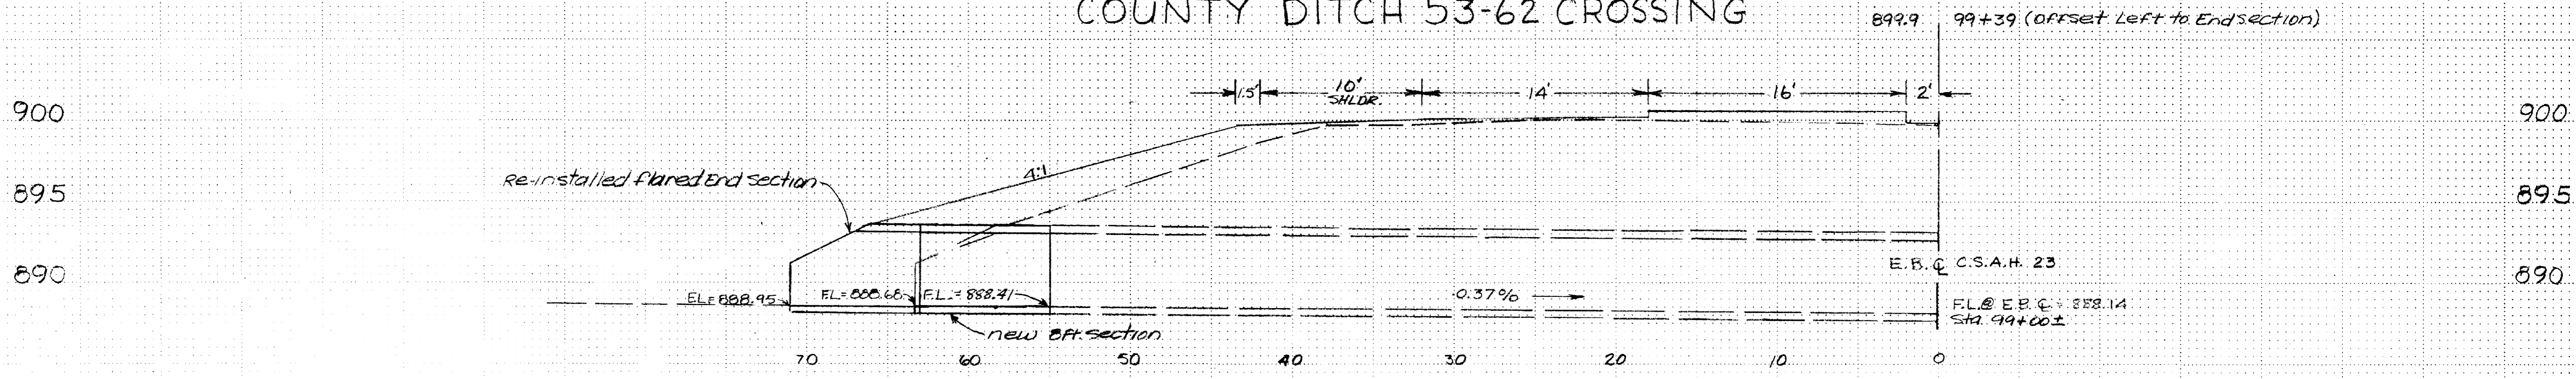 COUNTY DITCH 53-62 CROSSING
899.9 99+39 (Offset Left to Endsection)
1.5' 10' SHLDR. 14' 16' 2'
900 900
4:1
Re-installed flared End Section
895 895
E.B. ℄ C.S.A.H. 23
890 890
F.L.= 888.95 F.L.= 888.68 F.L.= 888.41
0.37%
F.L. @ E.B. ℄ = 888.14
Sta. 99+00±
new 8ft. section
70 60 50 40 30 20 10 0